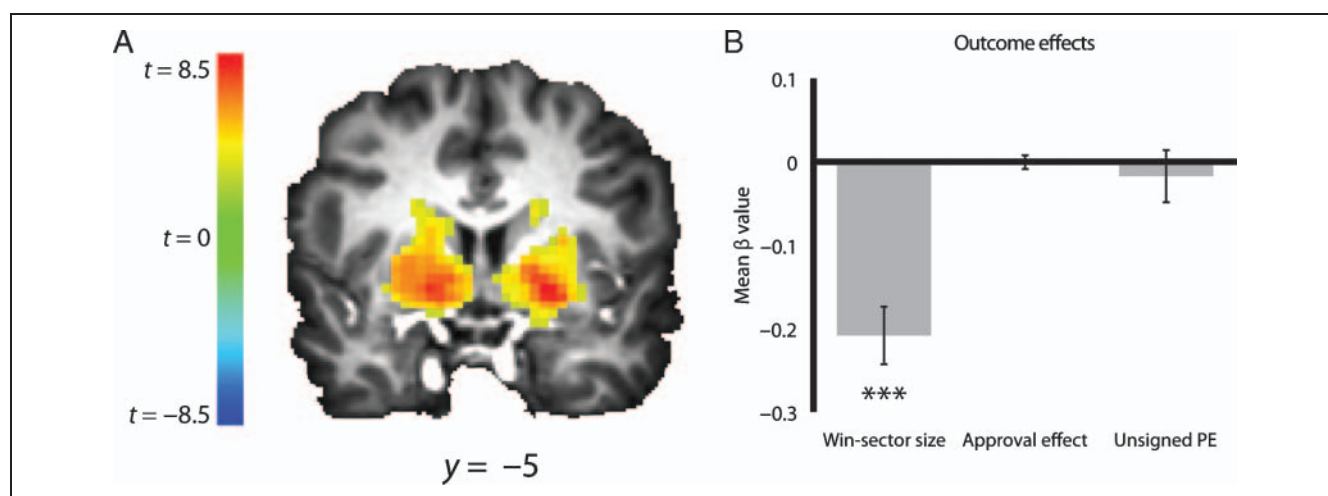 A
t = 8.5
t = 0
t = −8.5
y = −5
B
Outcome effects
Mean β value
0.1
0
−0.1
−0.2
−0.3
***
Win-sector size
Approval effect
Unsigned PE